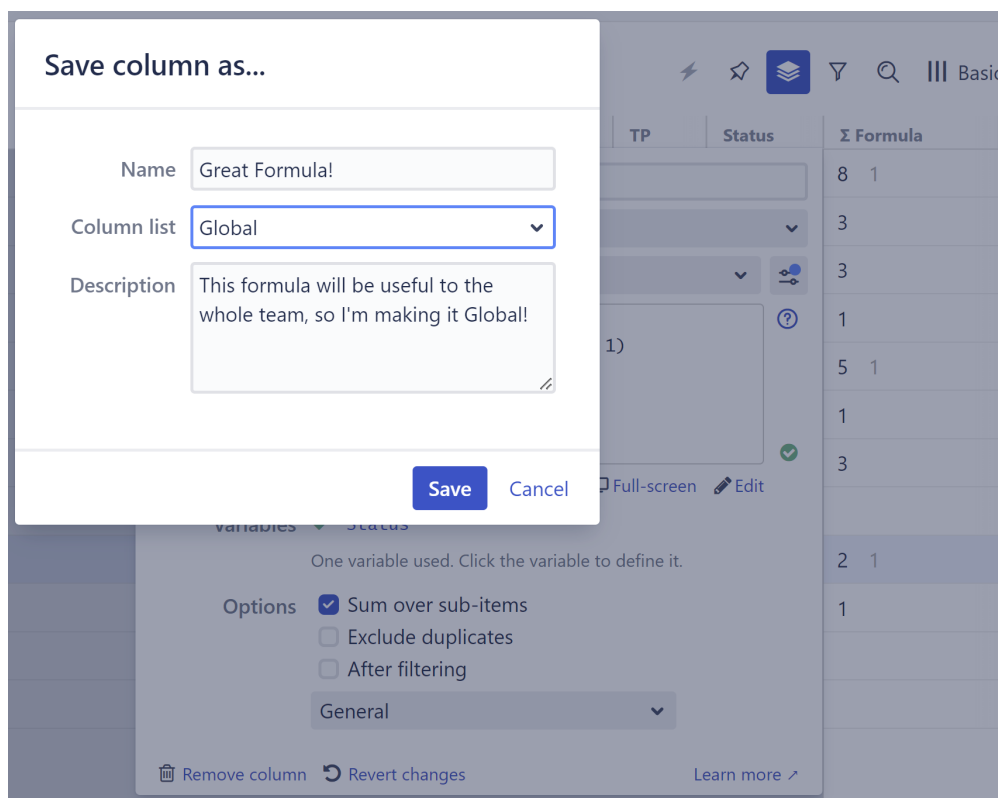 Save column as...
Basic
TP
Status
Σ Formula
Name
Great Formula!
8 1
Column list
Global
3
Description
This formula will be useful to the
whole team, so I'm making it Global!
3
1
1)
5 1
1
3
Save
Cancel
Full-screen
Edit
Variables
Status
One variable used. Click the variable to define it.
2 1
Options
Sum over sub-items
1
Exclude duplicates
After filtering
General
Remove column
Revert changes
Learn more ↗